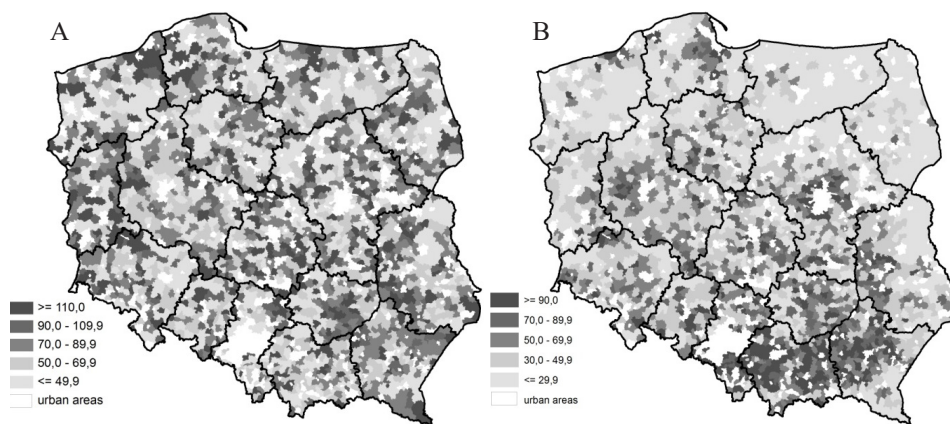 A
>= 110,0
90,0 - 109,9
70,0 - 89,9
50,0 - 69,9
<= 49,9
urban areas
B
>= 90,0
70,0 - 89,9
50,0 - 69,9
30,0 - 49,9
<= 29,9
urban areas